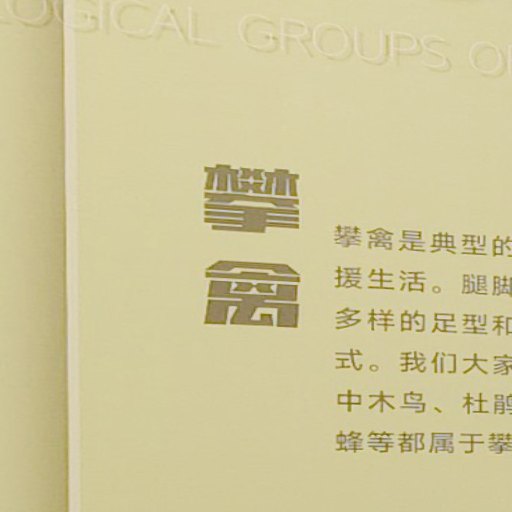 LOGICAL GROUPS O
攀
禽
攀禽是典型的
援生活。腿脚
多样的足型和
式。我们大家
中木鸟、杜鹃
蜂等都属于攀